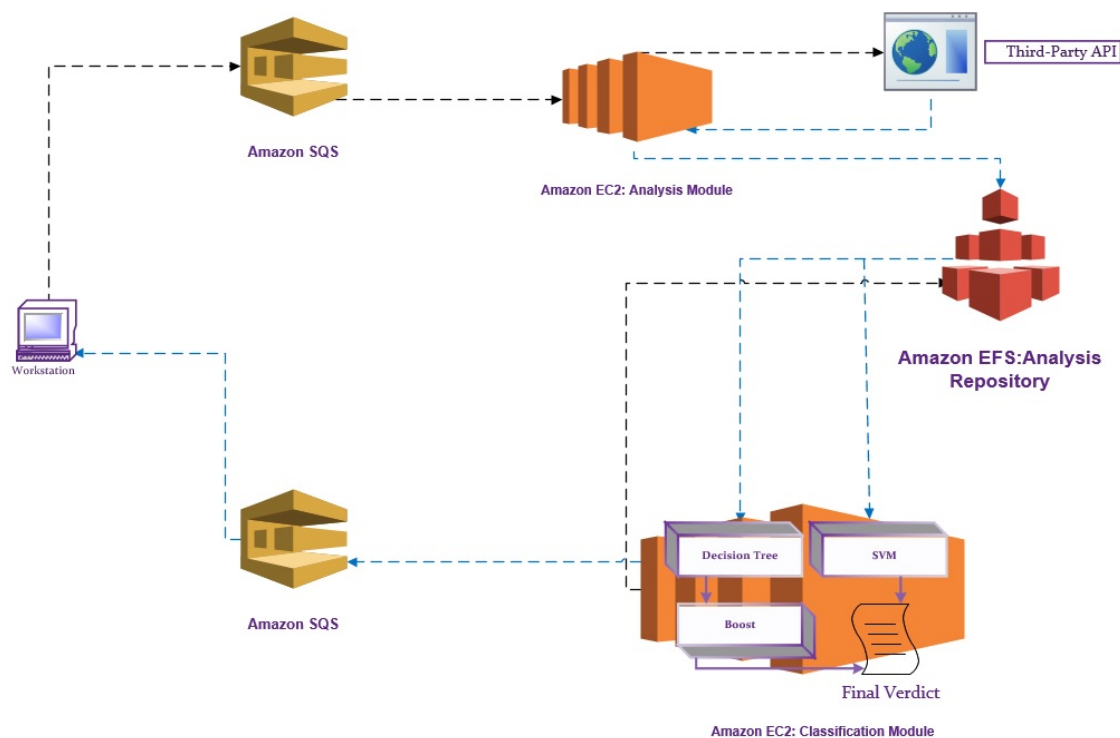 Third-Party API
Amazon SQS
Amazon EC2: Analysis Module
Amazon EFS:Analysis
Repository
Workstation
Decision Tree
SVM
Boost
Final Verdict
Amazon SQS
Amazon EC2: Classification Module